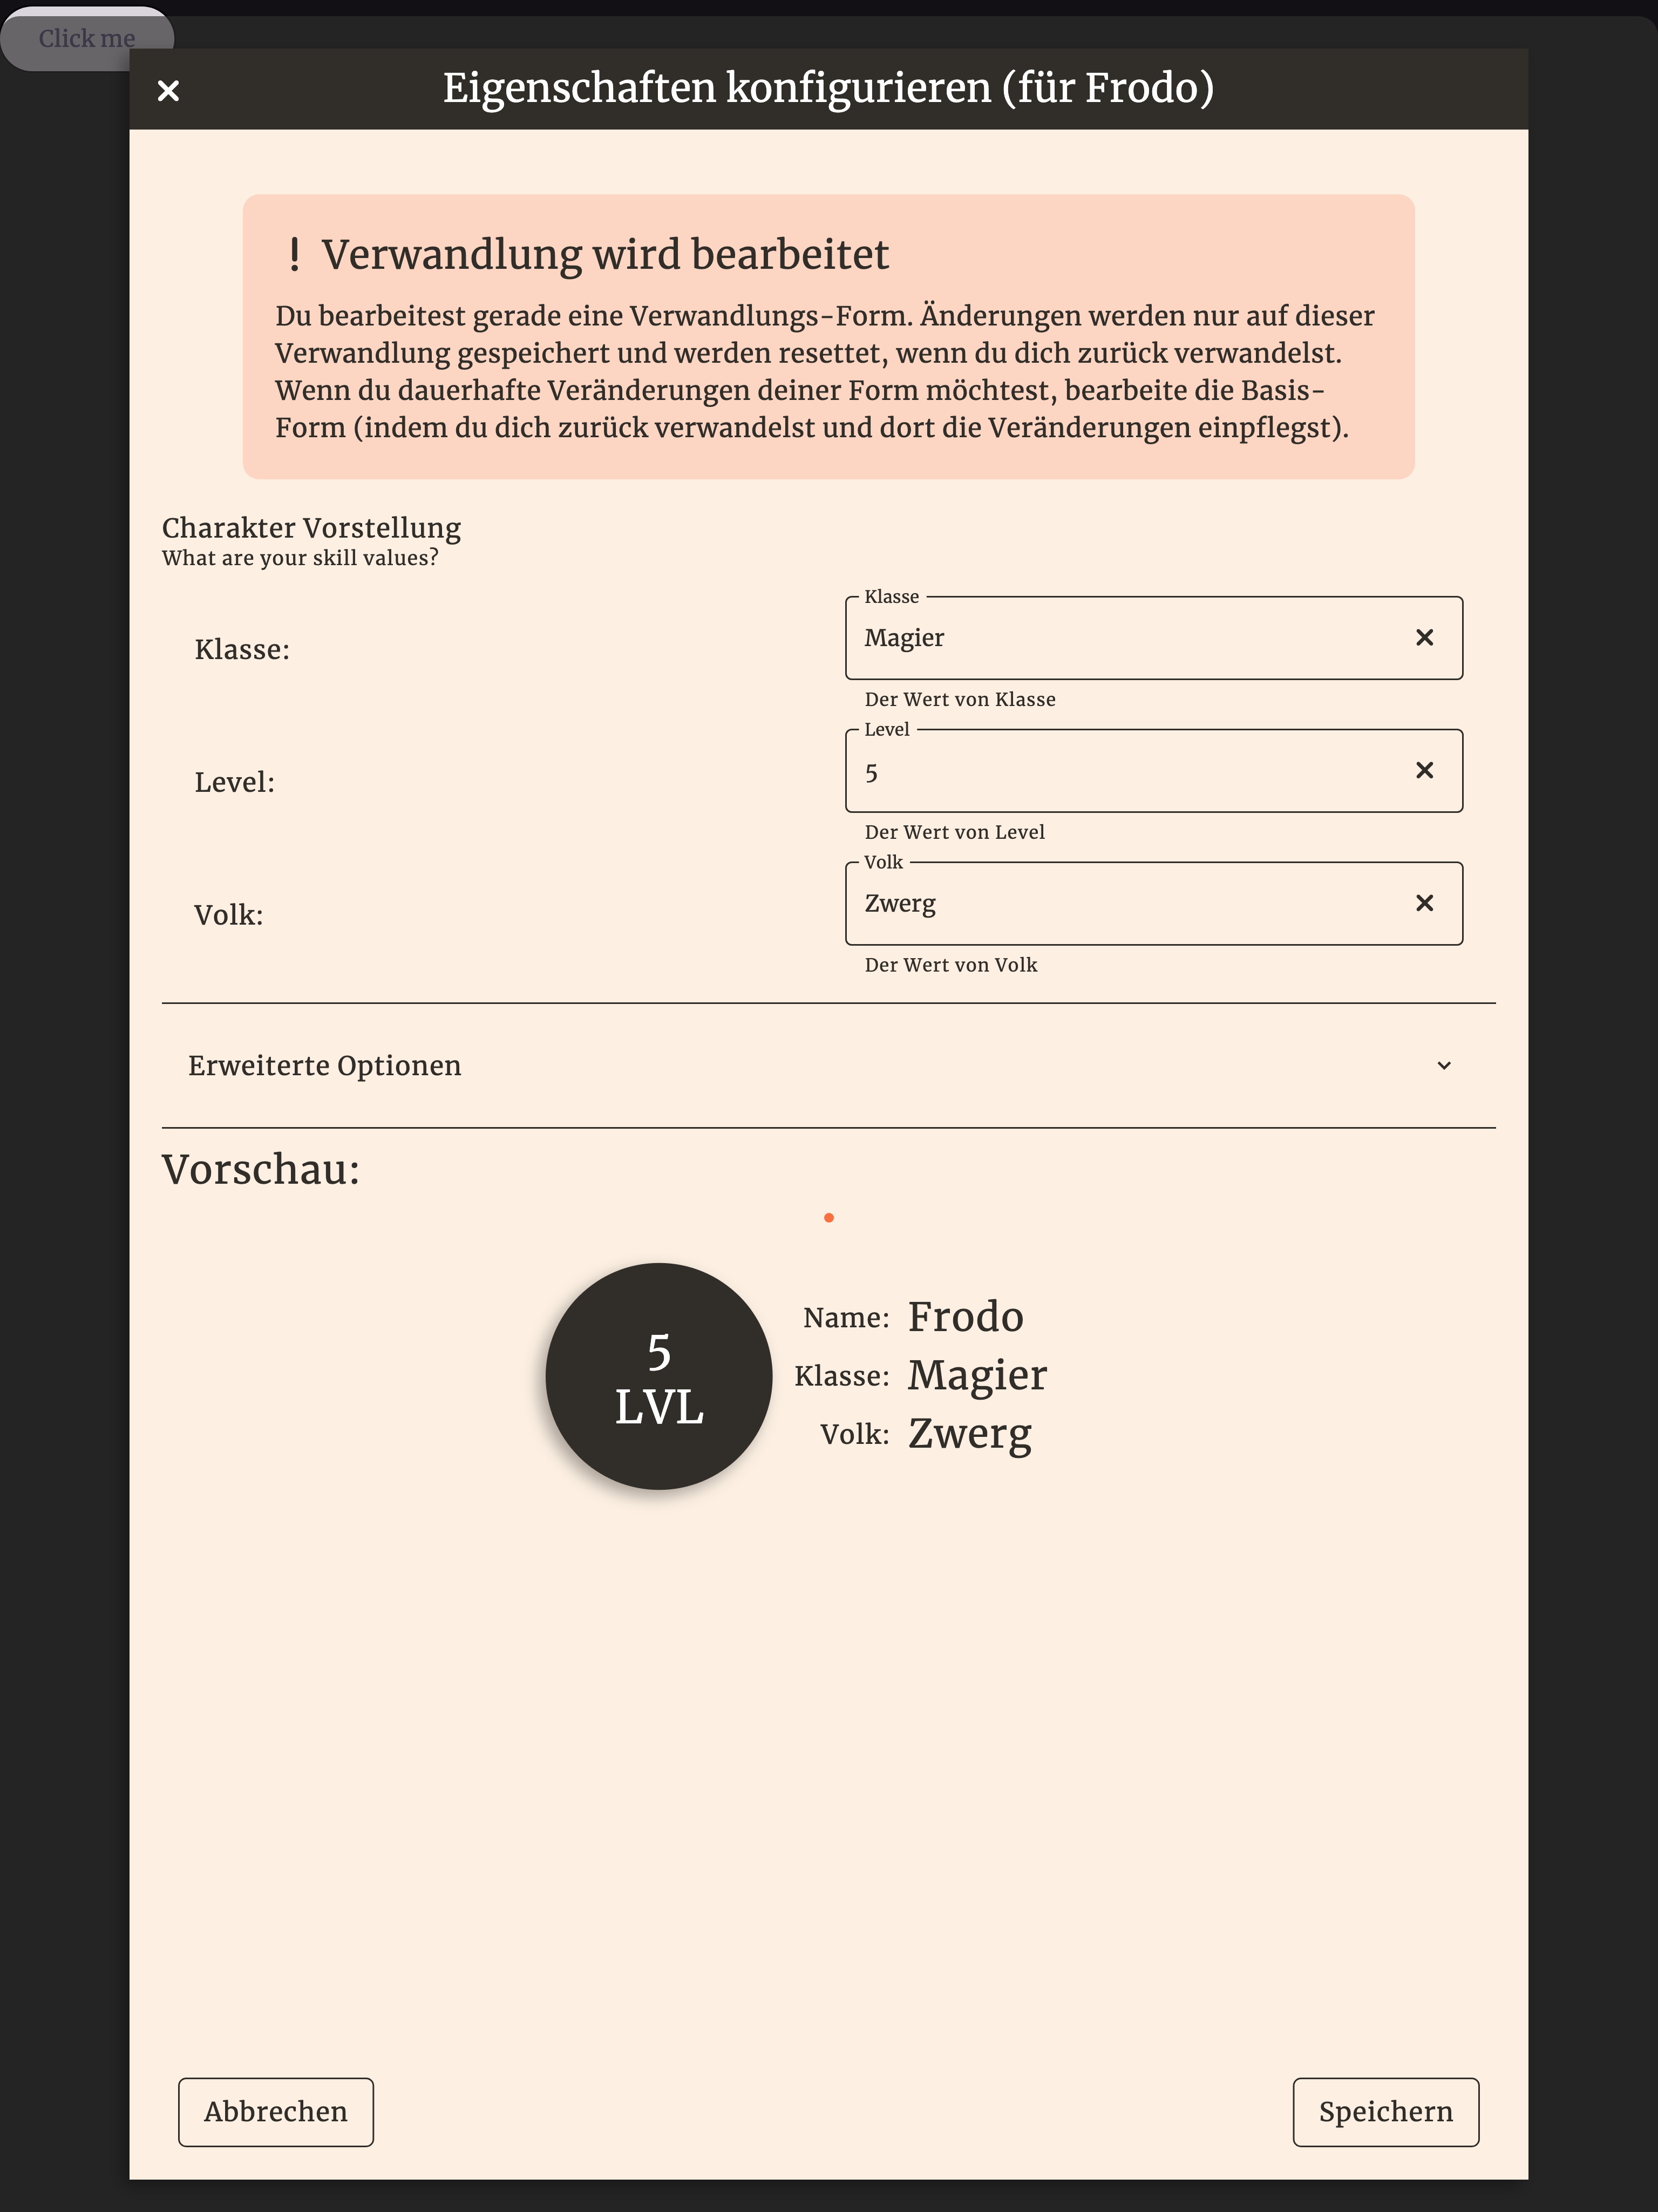 Click me
Eigenschaften konfigurieren (für Frodo)
! Verwandlung wird bearbeitet
Du bearbeitest gerade eine Verwandlungs-Form. Änderungen werden nur auf dieser
Verwandlung gespeichert und werden resettet, wenn du dich zurück verwandelst.
Wenn du dauerhafte Veränderungen deiner Form möchtest, bearbeite die Basis-
Form (indem du dich zurück verwandelst und dort die Veränderungen einpflegst).
Charakter Vorstellung
What are your skill values?
Klasse
Klasse:
Magier
Der Wert von Klasse
Level
Level:
5
Der Wert von Level
Volk
Volk:
Zwerg
Der Wert von Volk
Erweiterte Optionen
Vorschau:
5
LVL
Name: Frodo
Klasse: Magier
Volk: Zwerg
Abbrechen
Speichern